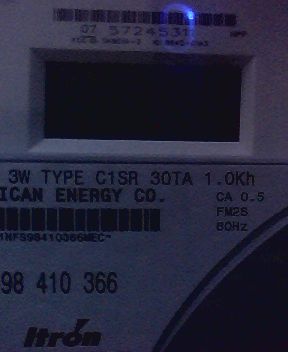 07 5724531
3W TYPE C1SR 30TA 1.0Kh
ICAN ENERGY CO.
CA 0.5
FM2S
60Hz
98 410 366
Itrón